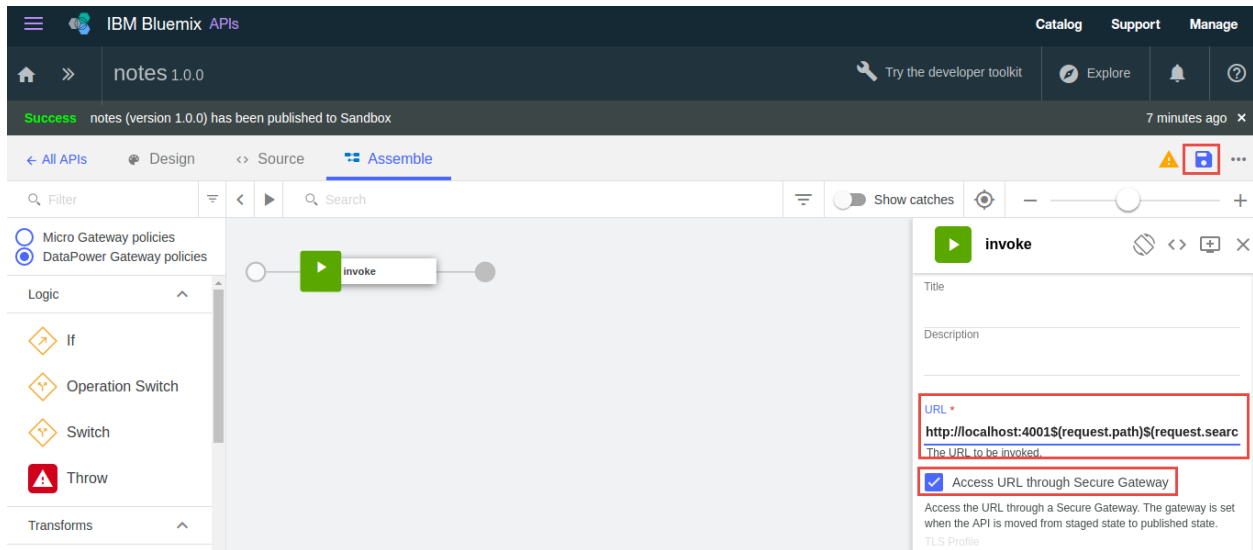 IBM Bluemix APIs
Catalog Support Manage
notes 1.0.0
Try the developer toolkit
Explore
Success notes (version 1.0.0) has been published to Sandbox
7 minutes ago ×
← All APIs
Design
<> Source
Assemble
Filter
Search
Show catches
Micro Gateway policies
DataPower Gateway policies
Logic
If
Operation Switch
Switch
Throw
Transforms
invoke
invoke
Title
Description
URL *
http://localhost:4001$(request.path)$(request.searc
The URL to be invoked.
Access URL through Secure Gateway
Access the URL through a Secure Gateway. The gateway is set
when the API is moved from staged state to published state.
TLS Profile